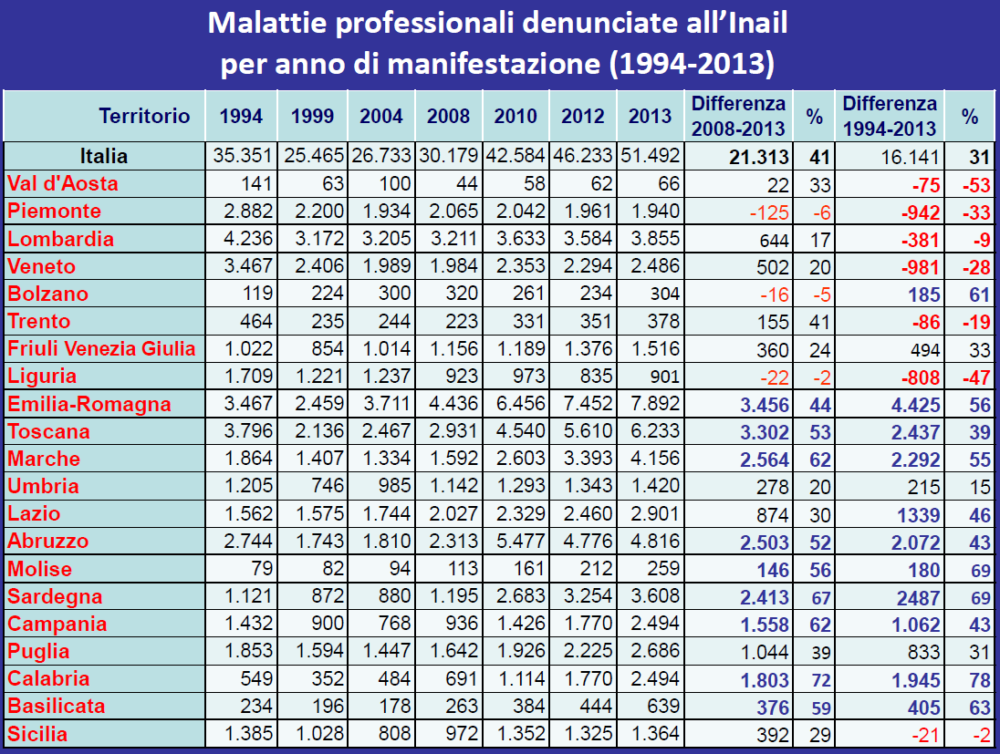 Malattie professionali denunciate all’Inail
per anno di manifestazione (1994-2013)
Territorio 1994 1999 2004 2008 2010 2012 2013 Differenza 2008-2013 % Differenza 1994-2013 %
Italia 35.351 25.465 26.733 30.179 42.584 46.233 51.492 21.313 41 16.141 31
Val d'Aosta 141 63 100 44 58 62 66 22 33 -75 -53
Piemonte 2.882 2.200 1.934 2.065 2.042 1.961 1.940 -125 -6 -942 -33
Lombardia 4.236 3.172 3.205 3.211 3.633 3.584 3.855 644 17 -381 -9
Veneto 3.467 2.406 1.989 1.984 2.353 2.294 2.486 502 20 -981 -28
Bolzano 119 224 300 320 261 234 304 -16 -5 185 61
Trento 464 235 244 223 331 351 378 155 41 -86 -19
Friuli Venezia Giulia 1.022 854 1.014 1.156 1.189 1.376 1.516 360 24 494 33
Liguria 1.709 1.221 1.237 923 973 835 901 -22 -2 -808 -47
Emilia-Romagna 3.467 2.459 3.711 4.436 6.456 7.452 7.892 3.456 44 4.425 56
Toscana 3.796 2.136 2.467 2.931 4.540 5.610 6.233 3.302 53 2.437 39
Marche 1.864 1.407 1.334 1.592 2.603 3.393 4.156 2.564 62 2.292 55
Umbria 1.205 746 985 1.142 1.293 1.343 1.420 278 20 215 15
Lazio 1.562 1.575 1.744 2.027 2.329 2.460 2.901 874 30 1339 46
Abruzzo 2.744 1.743 1.810 2.313 5.477 4.776 4.816 2.503 52 2.072 43
Molise 79 82 94 113 161 212 259 146 56 180 69
Sardegna 1.121 872 880 1.195 2.683 3.254 3.608 2.413 67 2487 69
Campania 1.432 900 768 936 1.426 1.770 2.494 1.558 62 1.062 43
Puglia 1.853 1.594 1.447 1.642 1.926 2.225 2.686 1.044 39 833 31
Calabria 549 352 484 691 1.114 1.770 2.494 1.803 72 1.945 78
Basilicata 234 196 178 263 384 444 639 376 59 405 63
Sicilia 1.385 1.028 808 972 1.352 1.325 1.364 392 29 -21 -2